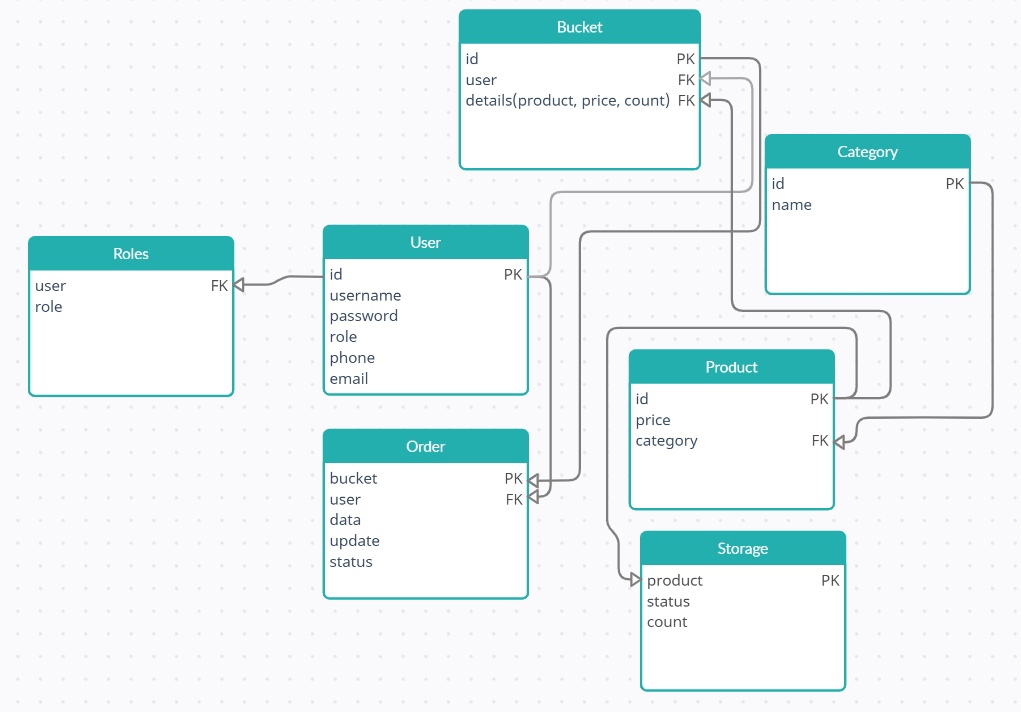 Bucket
id PK
user FK
details(product, price, count) FK
Category
id PK
name
Roles
user FK
role
User
id PK
username
password
role
phone
email
Product
id PK
price
category FK
Order
bucket PK
user FK
data
update
status
Storage
product PK
status
count